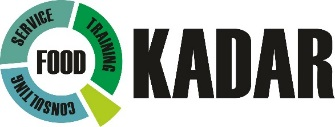 SERVICE
TRAINING
FOOD
CONSULTING
KADAR